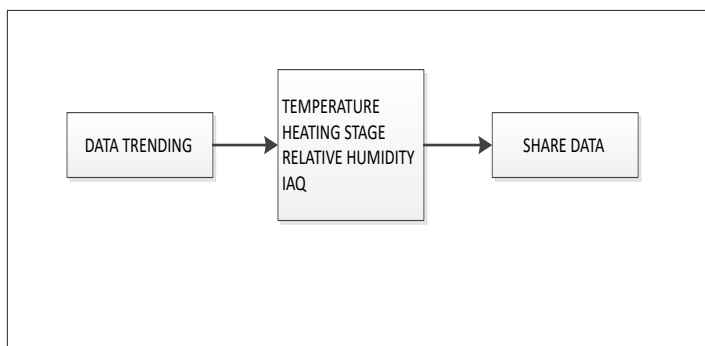 DATA TRENDING
TEMPERATURE
HEATING STAGE
RELATIVE HUMIDITY
IAQ
SHARE DATA